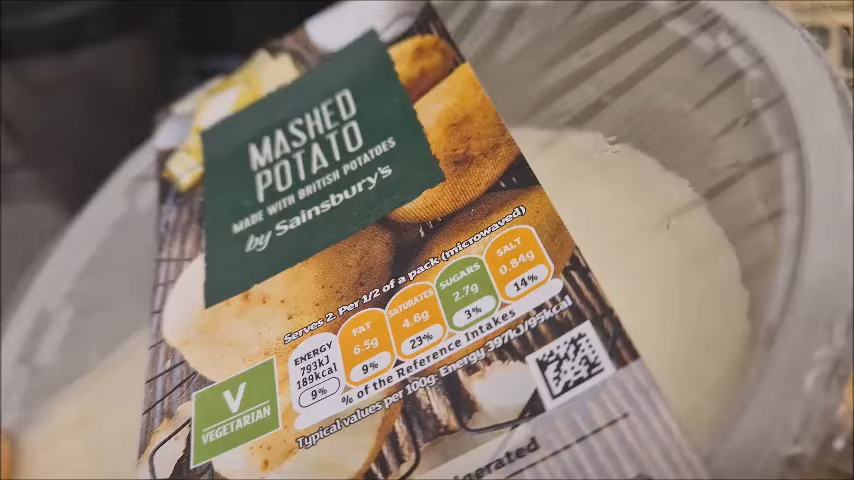 MASHED
POTATO
MADE WITH BRITISH POTATOES
by Sainsbury's
Serves 2. Per 1/2 of a pack (microwaved)
ENERGY
793kJ
189kcal
9%
FAT
6.5g
9%
SATURATES
4.6g
23%
SUGARS
2.7g
3%
SALT
0.84g
14%
% of the Reference Intakes
Typical values per 100g: Energy 397kJ/95kcal
V
VEGETARIAN